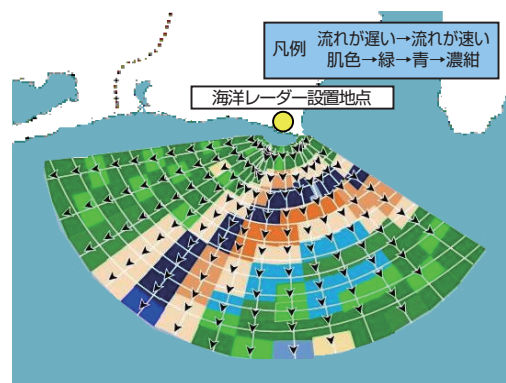 凡例 流れが遅い→流れが速い
肌色→緑→青→濃紺
海洋レーダー設置地点